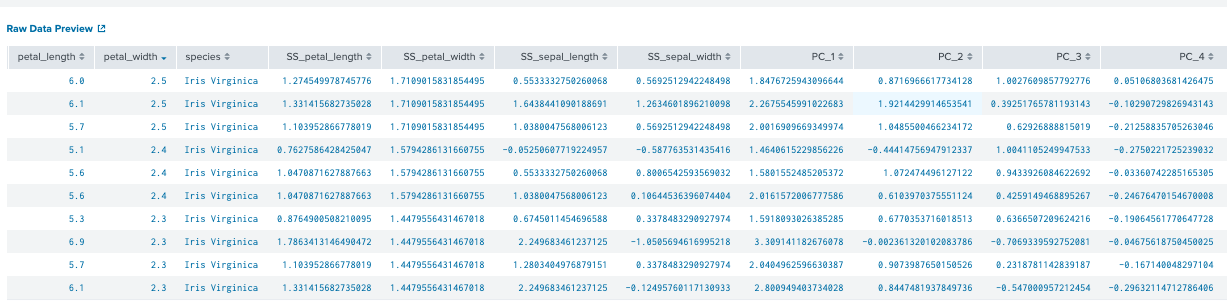 Raw Data Preview
petal_length petal_width species SS_petal_length SS_petal_width SS_sepal_length SS_sepal_width PC_1 PC_2 PC_3 PC_4
6.0 2.5 Iris Virginica 1.274549978745776 1.7109015831854495 0.5533332750260068 0.5692512942248498 1.8476725943096644 0.8716966617734128 1.0027609857792776 0.05106803681426475
6.1 2.5 Iris Virginica 1.331415682735028 1.7109015831854495 1.6438441090188691 1.2634601896210098 2.2675545991022683 1.9214429914653541 0.39251765781193143 -0.10290729826943143
5.7 2.5 Iris Virginica 1.103952866778019 1.7109015831854495 1.0380047568006123 0.5692512942248498 2.0016909669349974 1.0485500466234172 0.62926888815019 -0.21258835705263046
5.1 2.4 Iris Virginica 0.7627586428425047 1.5794286131660755 -0.05250607719224957 -0.587763531435416 1.4640615229856226 -0.44414756947912337 1.0041105249947533 -0.2750221725239032
5.6 2.4 Iris Virginica 1.0470871627887663 1.5794286131660755 0.5533332750260068 0.8006542593569032 1.5801552485205372 1.072474496127122 0.9433926084622692 -0.03360742285165305
5.6 2.4 Iris Virginica 1.0470871627887663 1.5794286131660755 1.0380047568006123 0.10644536396074404 2.0161572006777586 0.6103970375551124 0.4259149468895267 -0.24676470154670008
5.3 2.3 Iris Virginica 0.8764900508210095 1.4479556431467018 0.6745011454696588 0.3378483290927974 1.5918093026385285 0.6770353716018513 0.6366507209624216 -0.19064561770647728
6.9 2.3 Iris Virginica 1.7863413146490472 1.4479556431467018 2.249683461237125 -1.0505694616995218 3.309141182676078 -0.002361320102083786 -0.7069339592752081 -0.04675618750450025
5.7 2.3 Iris Virginica 1.103952866778019 1.4479556431467018 1.2803404976879151 0.3378483290927974 2.0404962596630387 0.9073987650150526 0.2318781142839187 -0.167140048297104
6.1 2.3 Iris Virginica 1.331415682735028 1.4479556431467018 2.249683461237125 -0.12495760117130933 2.800949403734028 0.8447481937849736 -0.547000957212454 -0.29632114712786406